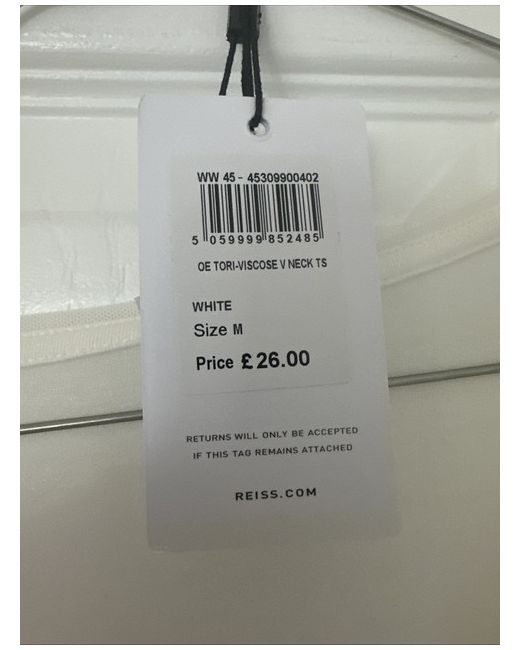 WW 45 - 45309900402
5 059999 852485
OE TORI-VISCOSE V NECK TS
WHITE
Size M
Price £26.00
RETURNS WILL ONLY BE ACCEPTED
IF THIS TAG REMAINS ATTACHED
REISS.COM